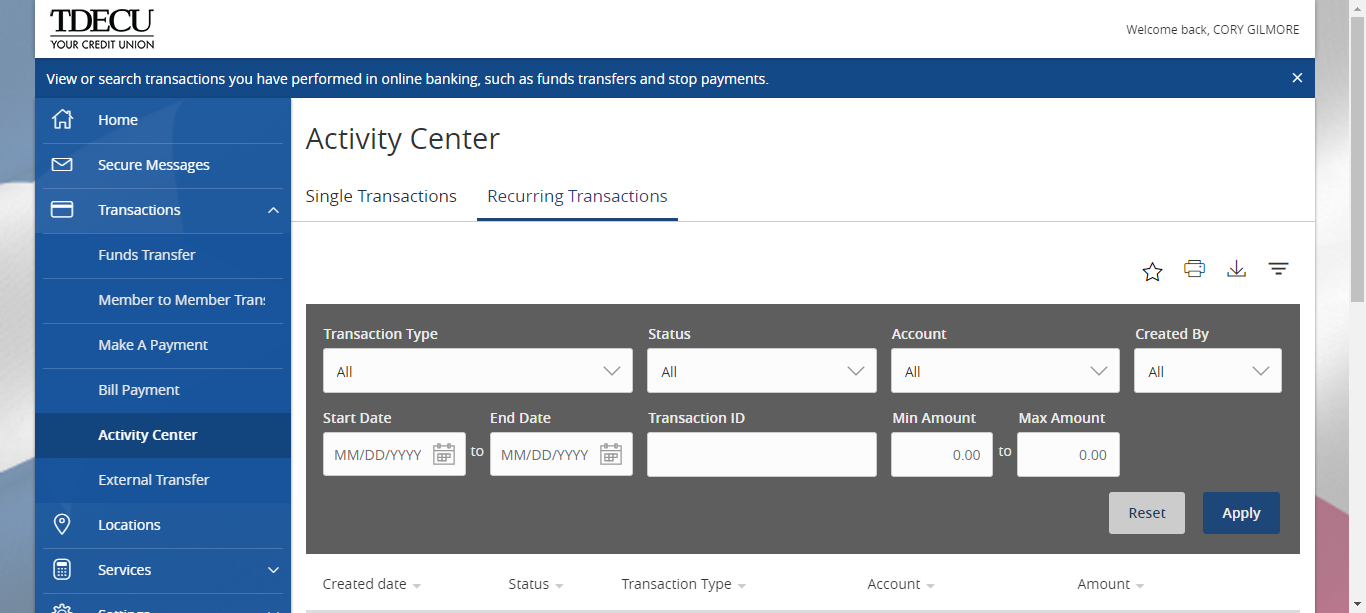 TDECU
YOUR CREDIT UNION
Welcome back, CORY GILMORE
View or search transactions you have performed in online banking, such as funds transfers and stop payments.
Home
Secure Messages
Transactions
Funds Transfer
Member to Member Trans
Make A Payment
Bill Payment
Activity Center
External Transfer
Locations
Services
Settings
Activity Center
Single Transactions Recurring Transactions
Transaction Type Status Account Created By
All All All All
Start Date End Date Transaction ID Min Amount Max Amount
MM/DD/YYYY to MM/DD/YYYY 0.00 to 0.00
Reset Apply
Created date Status Transaction Type Account Amount